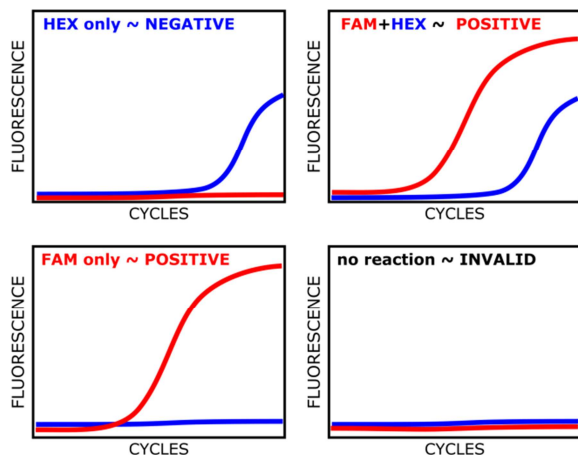 HEX only ~ NEGATIVE
FLUORESCENCE
CYCLES
FAM+HEX ~ POSITIVE
FLUORESCENCE
CYCLES
FAM only ~ POSITIVE
FLUORESCENCE
CYCLES
no reaction ~ INVALID
FLUORESCENCE
CYCLES